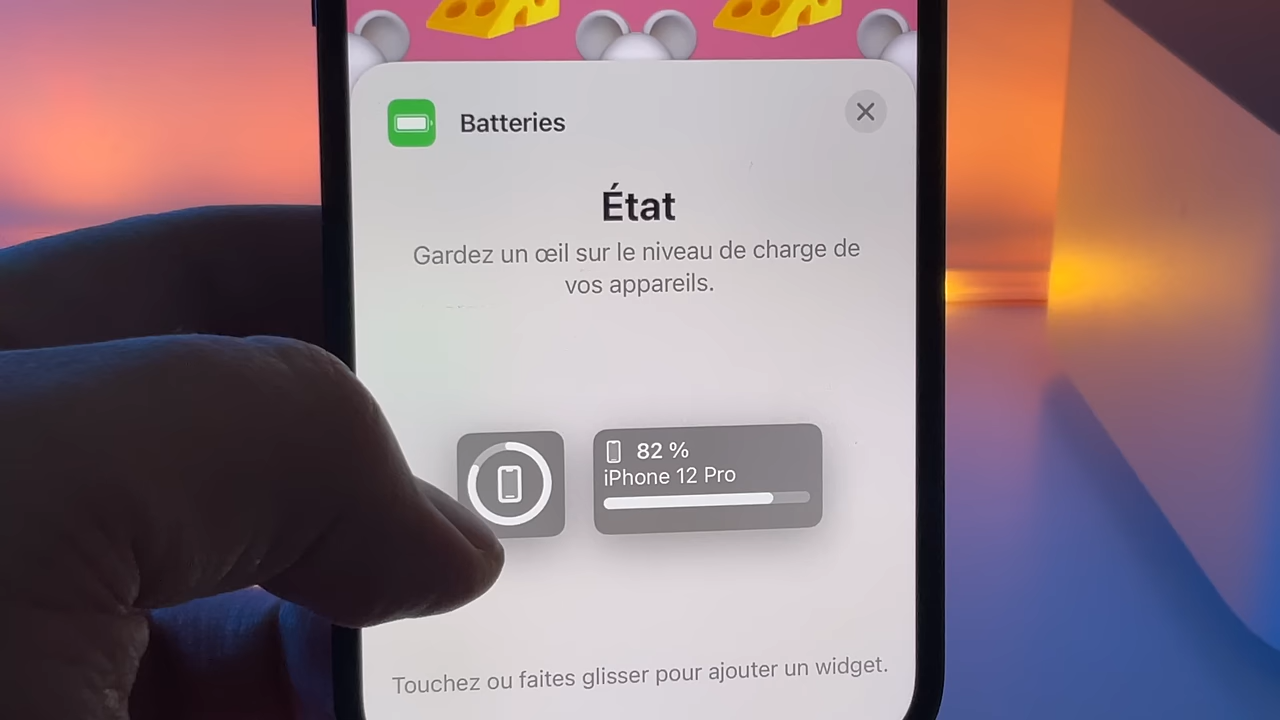 Batteries
État
Gardez un œil sur le niveau de charge de
vos appareils.
82 %
iPhone 12 Pro
Touchez ou faites glisser pour ajouter un widget.